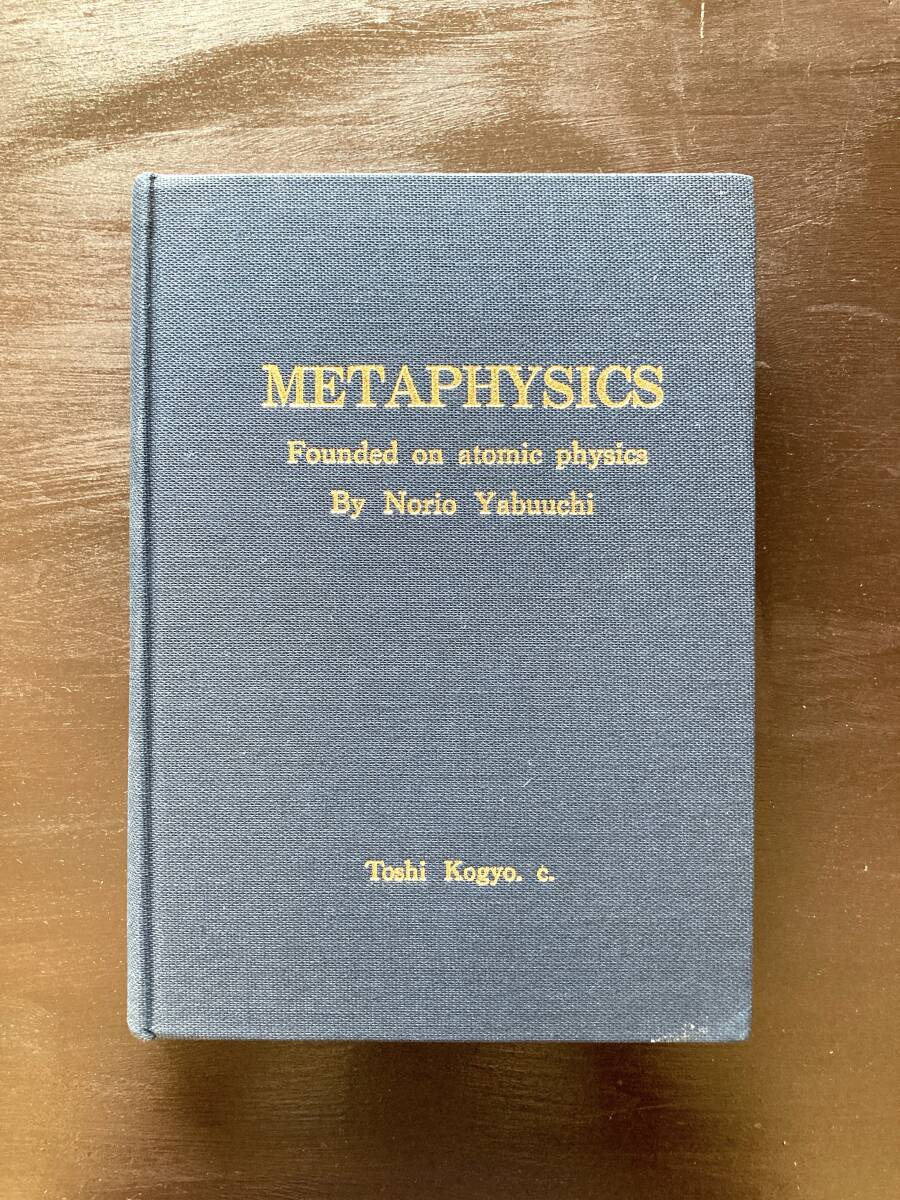 METAPHYSICS
Founded on atomic physics
By Norio Yabuuchi
Toshi Kogyo. c.